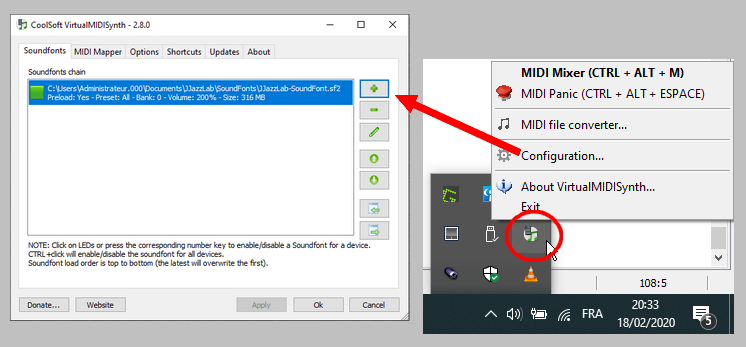 CoolSoft VirtualMIDISynth - 2.8.0
Soundfonts
MIDI Mapper
Options
Shortcuts
Updates
About
Soundfonts chain
C:\Users\Administrateur.000\Documents\JJazzLab\SoundFonts\JJazzLab-SoundFont.sf2
Preload: Yes - Preset: All - Bank: 0 - Volume: 200% - Size: 316 MB
NOTE: Click on LEDs or press the corresponding number key to enable/disable a Soundfont for a device.
CTRL+click will enable/disable the soundfont for all devices.
Soundfont load order is top to bottom (the latest will overwrite the first).
Donate...
Website
Apply
Ok
Cancel
MIDI Mixer (CTRL + ALT + M)
MIDI Panic (CTRL + ALT + ESPACE)
MIDI file converter...
Configuration...
About VirtualMIDISynth...
Exit
108:5
FRA
20:33
18/02/2020
5